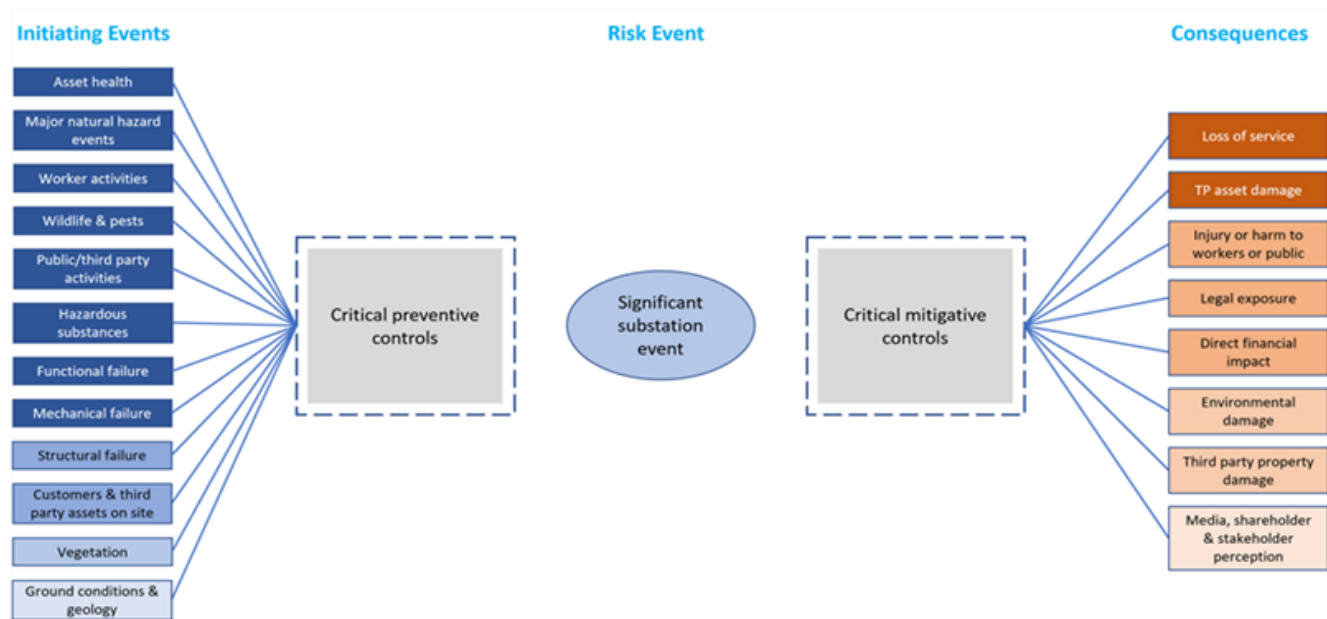 Initiating Events
Risk Event
Consequences
Asset health
Major natural hazard
events
Worker activities
Wildlife & pests
Public/third party
activities
Hazardous
substances
Functional failure
Mechanical failure
Structural failure
Customers & third
party assets on site
Vegetation
Ground conditions &
geology
Critical preventive
controls
Significant
substation
event
Critical mitigative
controls
Loss of service
TP asset damage
Injury or harm to
workers or public
Legal exposure
Direct financial
impact
Environmental
damage
Third party property
damage
Media, shareholder
& stakeholder
perception